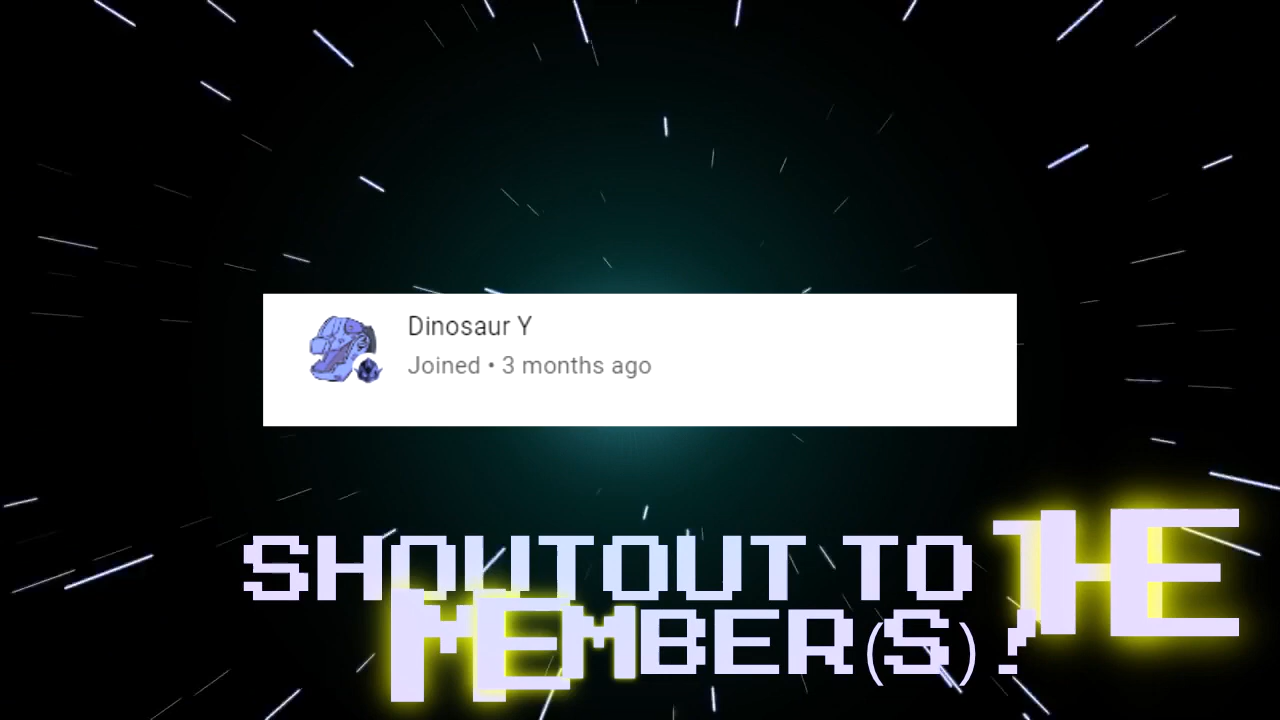 Dinosaur Y
Joined • 3 months ago
SHOUTOUT TO THE
MEMBER(S)!